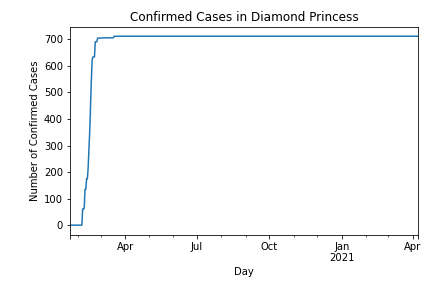 Confirmed Cases in Diamond Princess
Number of Confirmed Cases
700
600
500
400
300
200
100
0
Apr
Jul
Oct
Jan
2021
Apr
Day